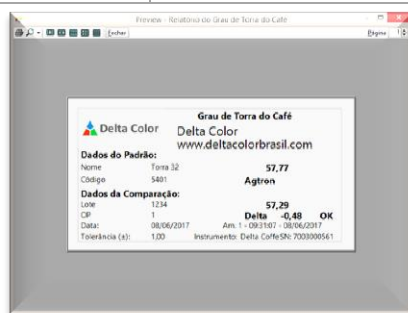 Preview - Relatório do Grau de Torra do Café
Fechar
Página 1
Grau de Torra do Café
Delta Color
Delta Color
www.deltacolorbrasil.com
Dados do Padrão:
Nome Torra 32 57,77
Código 5401 Agtron
Dados da Comparação:
Lote 1234 57,29
OP 1 Delta -0,48 OK
Data: 08/06/2017 Am. 1 - 09:31:07 - 08/06/2017
Tolerância (±): 1,00 Instrumento: Delta CoffeSN: 7003000561